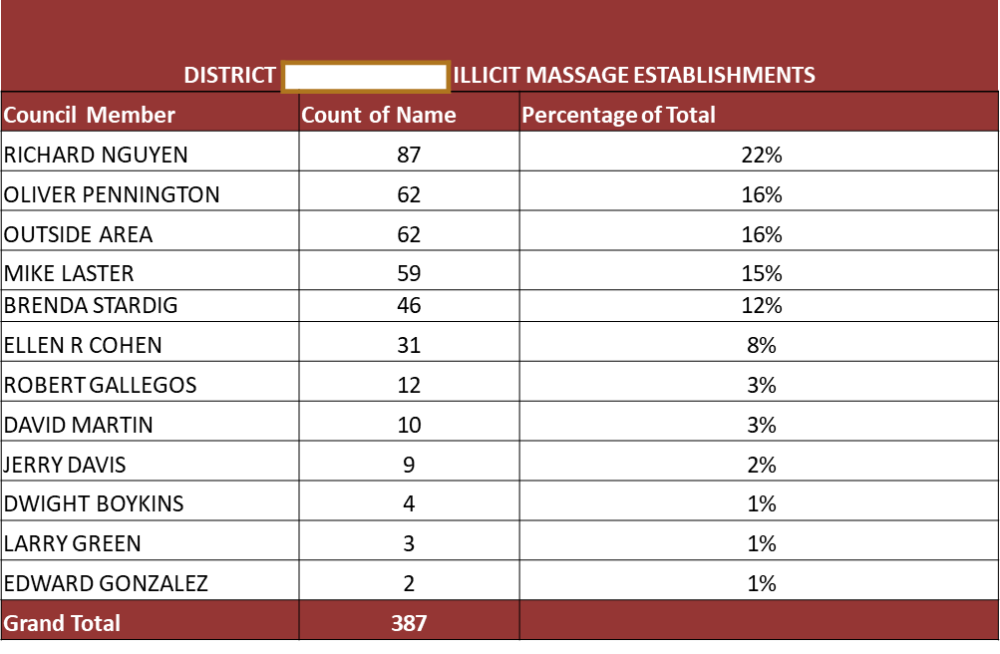 DISTRICT ILLICIT MASSAGE ESTABLISHMENTS
Council Member Count of Name Percentage of Total
RICHARD NGUYEN 87 22%
OLIVER PENNINGTON 62 16%
OUTSIDE AREA 62 16%
MIKE LASTER 59 15%
BRENDA STARDIG 46 12%
ELLEN R COHEN 31 8%
ROBERT GALLEGOS 12 3%
DAVID MARTIN 10 3%
JERRY DAVIS 9 2%
DWIGHT BOYKINS 4 1%
LARRY GREEN 3 1%
EDWARD GONZALEZ 2 1%
Grand Total 387